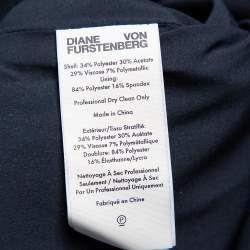 DIANE VON
FURSTENBERG
Shell: 34% Polyester 30% Acetate
29% Viscose 7% Polymetallic
Lining:
84% Polyester 16% Spandex
Professional Dry Clean Only
Made in China
Extérieur/Tissu Stratifié:
34% Polyester 30% Acétate
29% Viscose 7% Polymétallique
Doublure: 84% Polyester
16% Élasthanne/Lycra
Nettoyage À Sec Professionnel
Seulement / Nettoyage À Sec
Par Un Professionnel Uniquement
Fabriqué en Chine
P